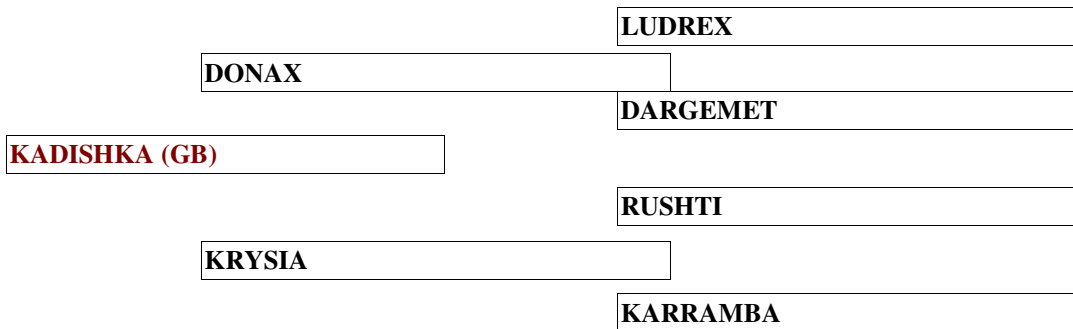 LUDREX
DONAX
DARGEMET
KADISHKA (GB)
RUSHTI
KRYSIA
KARRAMBA